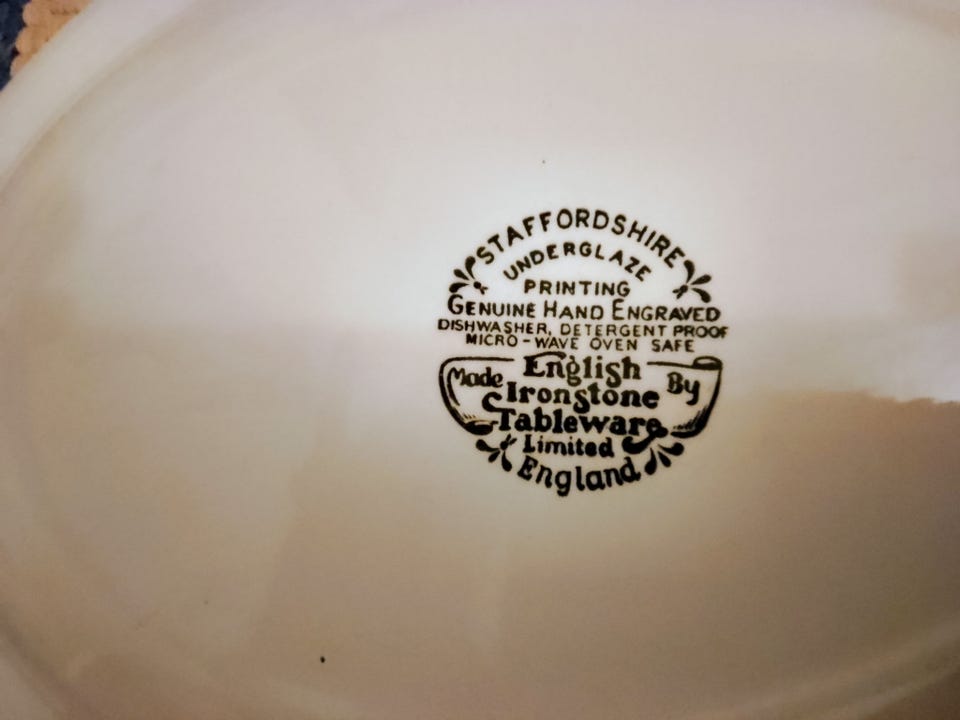 STAFFORDSHIRE
UNDERGLAZE
PRINTING
GENUINE HAND ENGRAVED
DISHWASHER, DETERGENT PROOF
MICRO-WAVE OVEN SAFE
Made English By
Ironstone
Tableware
Limited
England